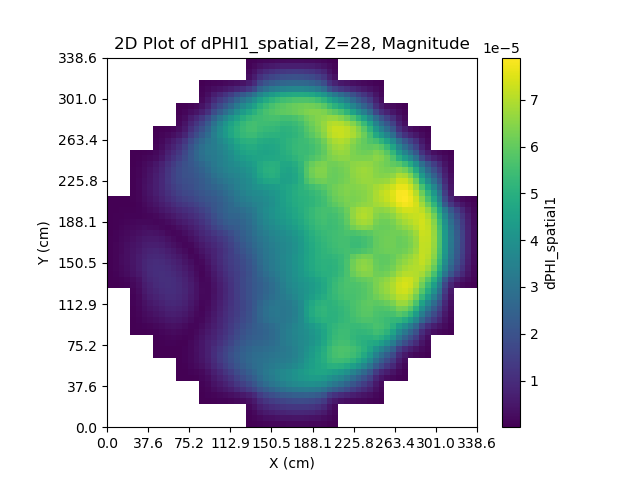 2D Plot of dPHI1_spatial, Z=28, Magnitude
1e−5
338.6
301.0
263.4
225.8
188.1
150.5
112.9
75.2
37.6
0.0
Y (cm)
0.0 37.6 75.2 112.9 150.5 188.1 225.8 263.4 301.0 338.6
X (cm)
7
6
5
4
3
2
1
dPHI_spatial1